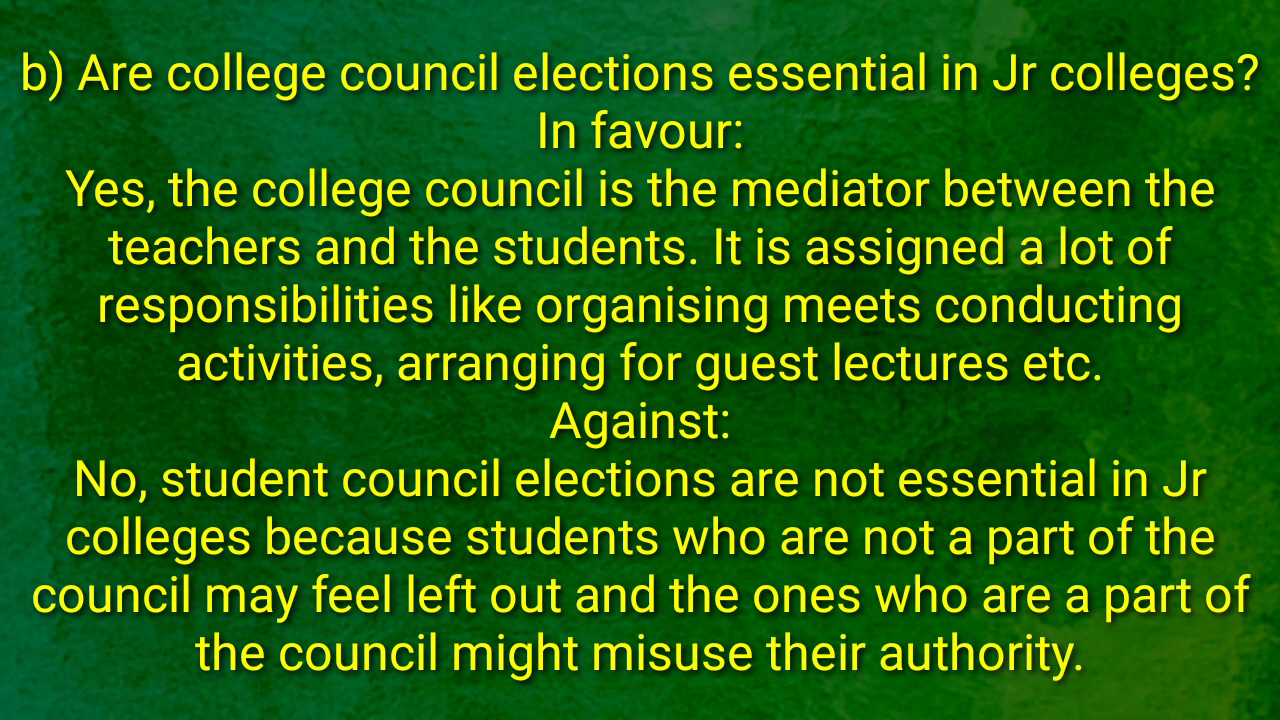 b) Are college council elections essential in Jr colleges?
In favour:
Yes, the college council is the mediator between the
teachers and the students. It is assigned a lot of
responsibilities like organising meets conducting
activities, arranging for guest lectures etc.
Against:
No, student council elections are not essential in Jr
colleges because students who are not a part of the
council may feel left out and the ones who are a part of
the council might misuse their authority.